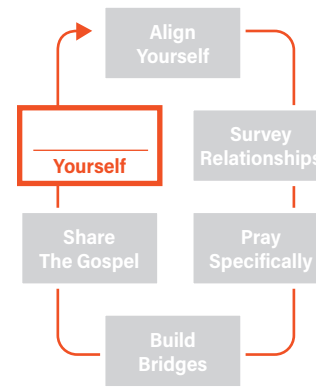 Align
Yourself
Survey
Relationships
Pray
Specifically
Build
Bridges
Share
The Gospel
Yourself